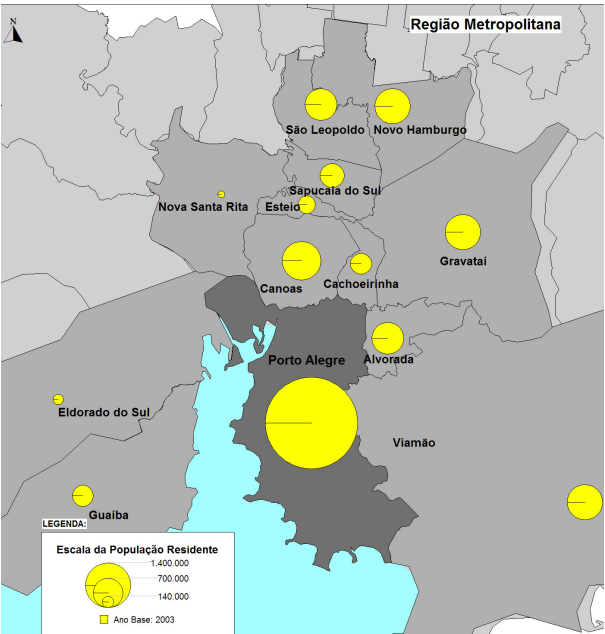 Região Metropolitana
N
São Leopoldo
Novo Hamburgo
Sapucaia do Sul
Nova Santa Rita
Esteio
Gravataí
Canoas
Cachoeirinha
Porto Alegre
Alvorada
Eldorado do Sul
Viamão
Guaíba
LEGENDA:
Escala da População Residente
1.400.000
700.000
140.000
Ano Base: 2003